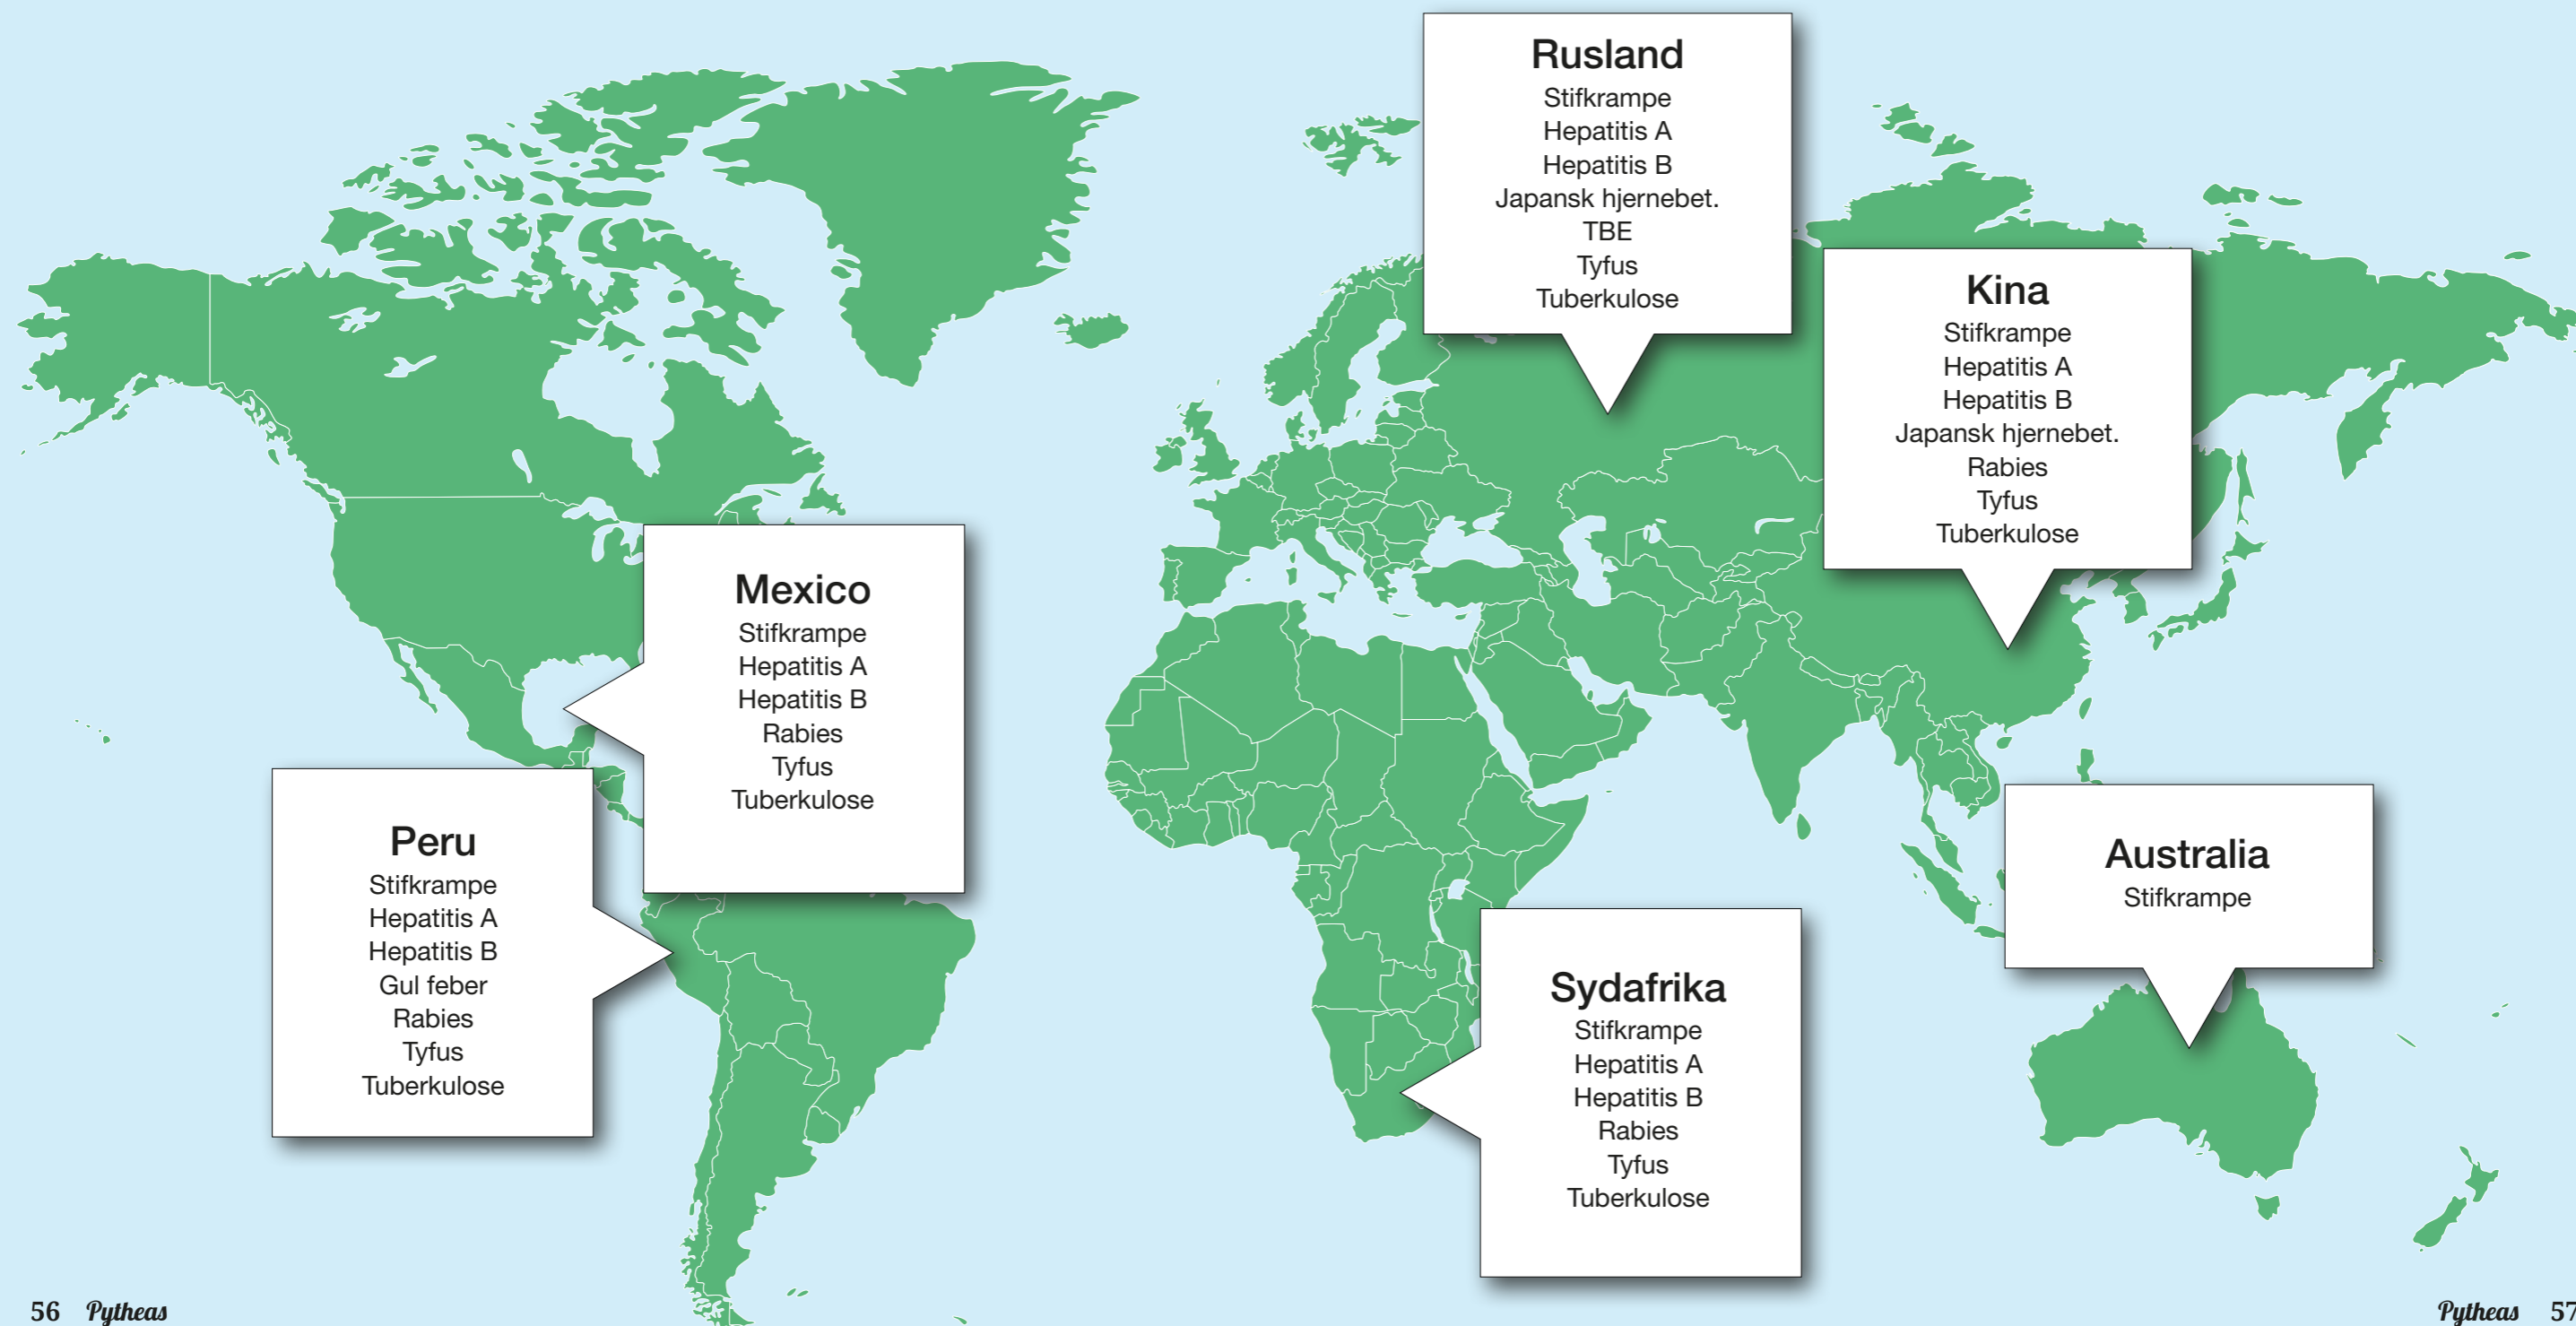 Rusland
Stifkrampe
Hepatitis A
Hepatitis B
Japansk hjernebet.
TBE
Tyfus
Tuberkulose
Kina
Stifkrampe
Hepatitis A
Hepatitis B
Japansk hjernebet.
Rabies
Tyfus
Tuberkulose
Mexico
Stifkrampe
Hepatitis A
Hepatitis B
Rabies
Tyfus
Tuberkulose
Peru
Stifkrampe
Hepatitis A
Hepatitis B
Gul feber
Rabies
Tyfus
Tuberkulose
Australia
Stifkrampe
Sydafrika
Stifkrampe
Hepatitis A
Hepatitis B
Rabies
Tyfus
Tuberkulose
56 Pytheas
Pytheas 57